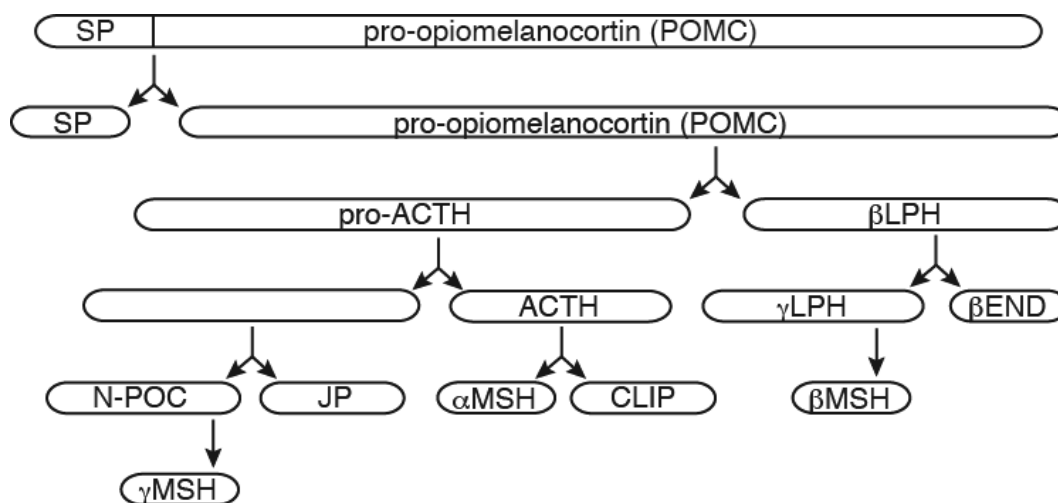 SP pro-opiomelanocortin (POMC)
SP pro-opiomelanocortin (POMC)
pro-ACTH βLPH
ACTH γLPH βEND
N-POC JP αMSH CLIP βMSH
γMSH